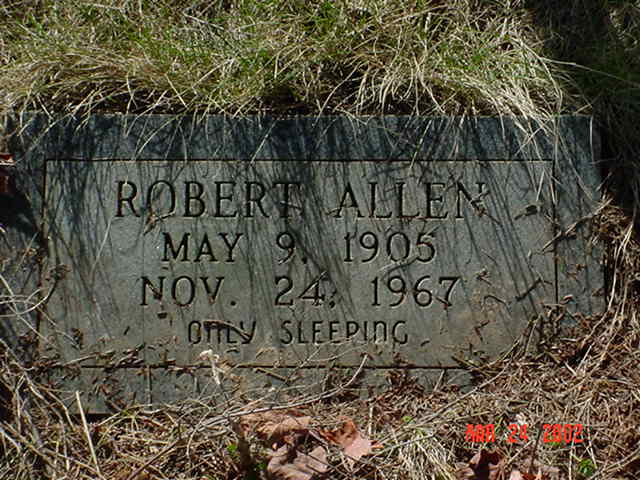 ROBERT ALLEN
MAY 9, 1905
NOV. 24, 1967
ONLY SLEEPING
MAR 24 2002